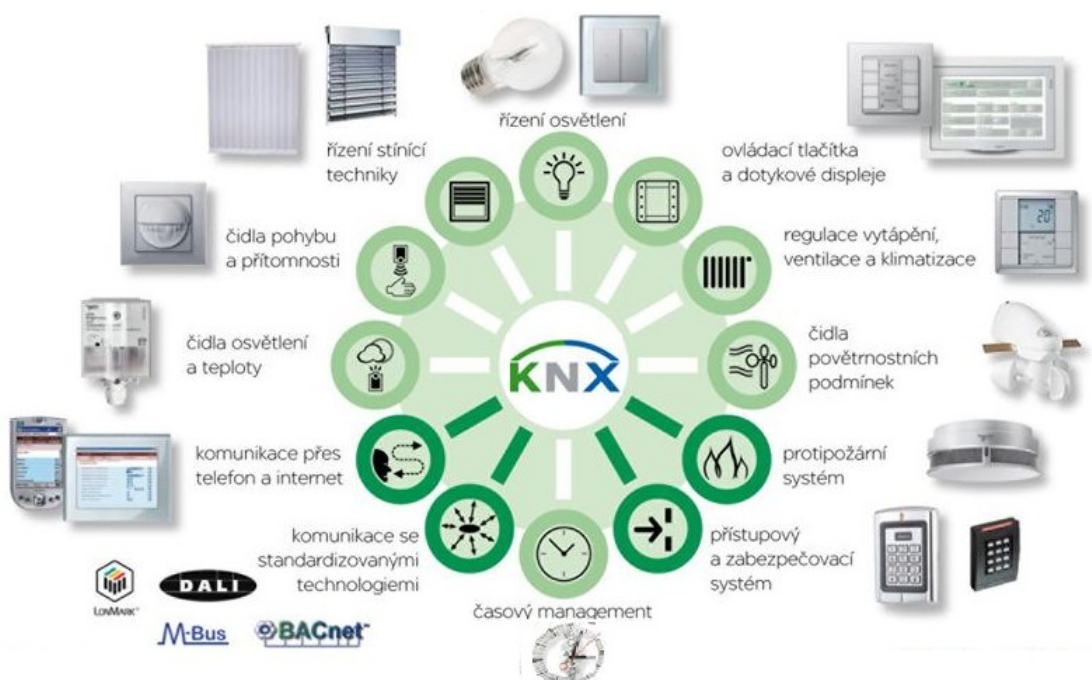 řízení osvětlení
řízení stínící
techniky
ovládací tlačítka
a dotykové displeje
čidla pohybu
a přítomnosti
regulace vytápění,
ventilace a klimatizace
20
čidla osvětlení
a teploty
KNX
čidla
povětrnostních
podmínek
komunikace přes
telefon a internet
protipožární
systém
komunikace se
standardizovanými
technologiemi
přístupový
a zabezpečovací
systém
LonMark
DALI
M-Bus
BACnet™
časový management